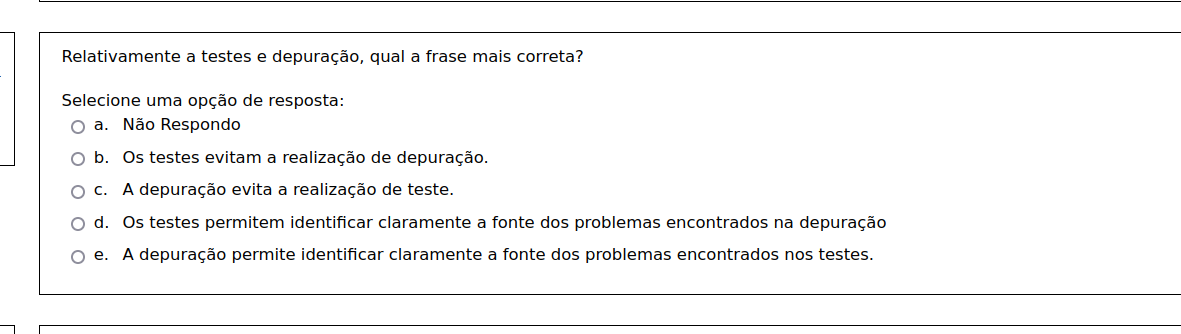 Relativamente a testes e depuração, qual a frase mais correta?
Selecione uma opção de resposta:
a. Não Respondo
b. Os testes evitam a realização de depuração.
c. A depuração evita a realização de teste.
d. Os testes permitem identificar claramente a fonte dos problemas encontrados na depuração
e. A depuração permite identificar claramente a fonte dos problemas encontrados nos testes.